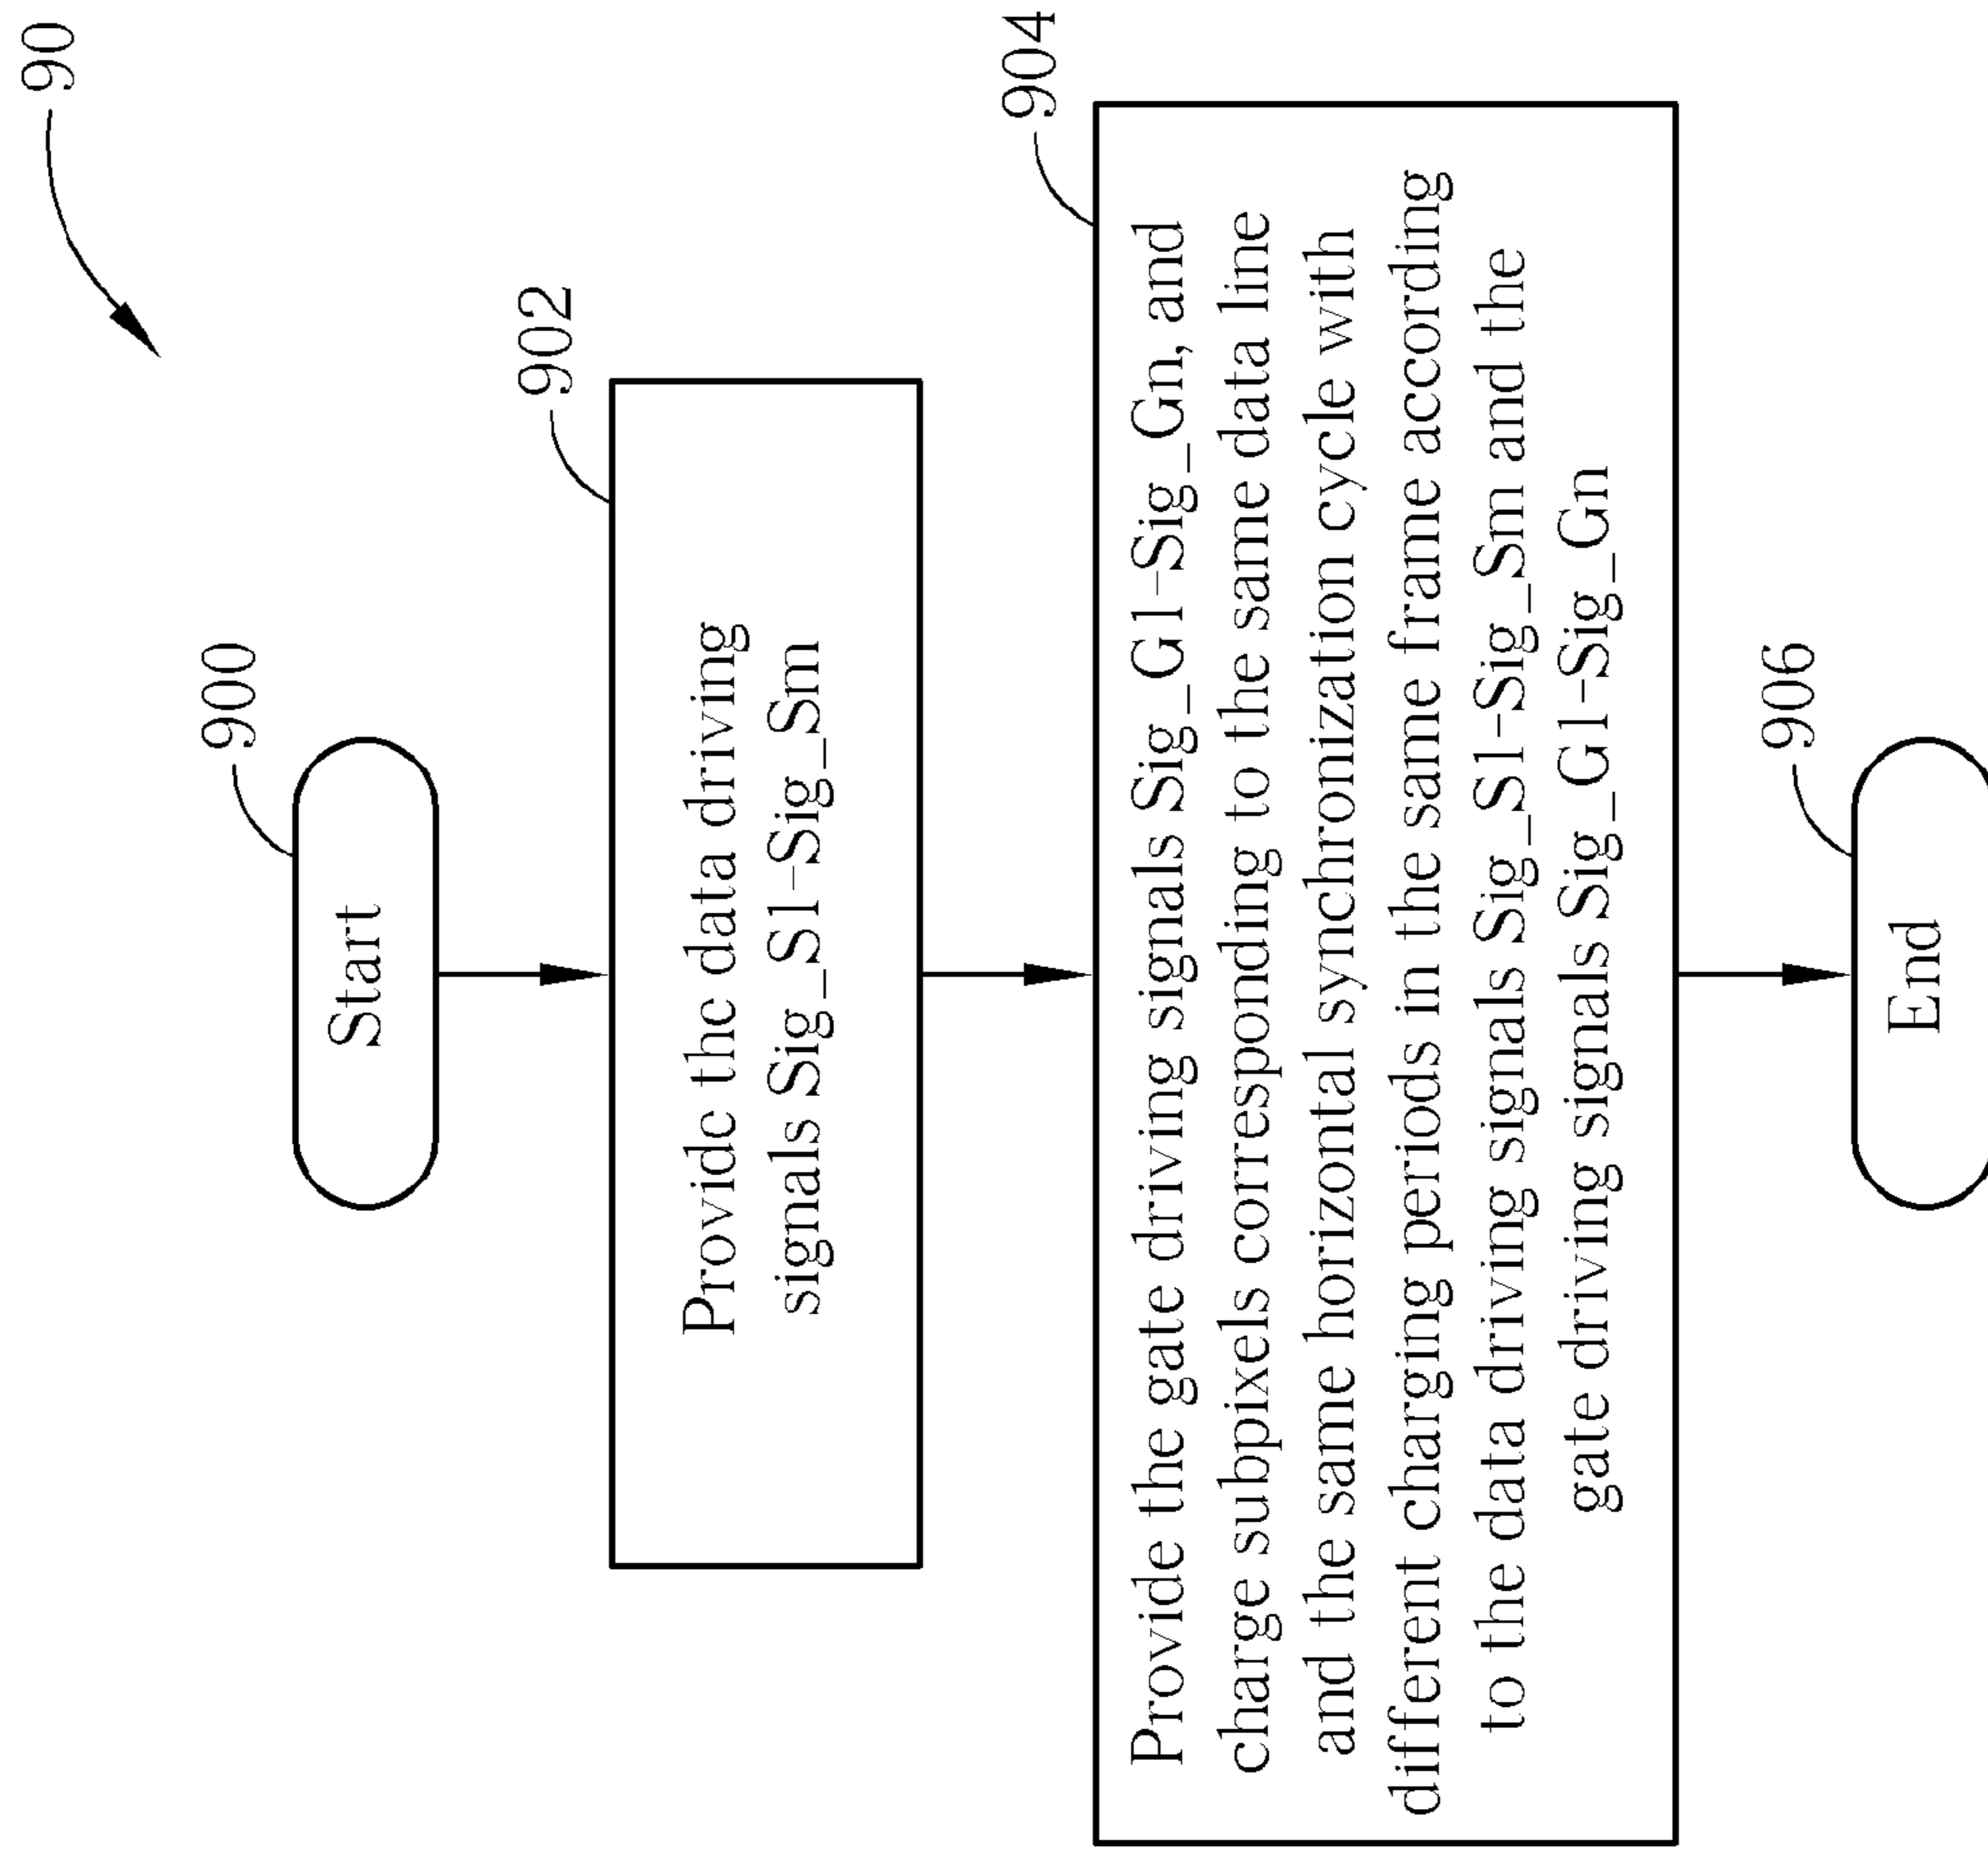 90
900
Start
902
Provide the data driving
signals Sig_S1-Sig_Sm
904
Provide the gate driving signals Sig_G1-Sig_Gn, and
charge subpixels corresponding to the same data line
and the same horizontal synchronization cycle with
different charging periods in the same frame according
to the data driving signals Sig_S1-Sig_Sm and the
gate driving signals Sig_G1-Sig_Gn
906
End